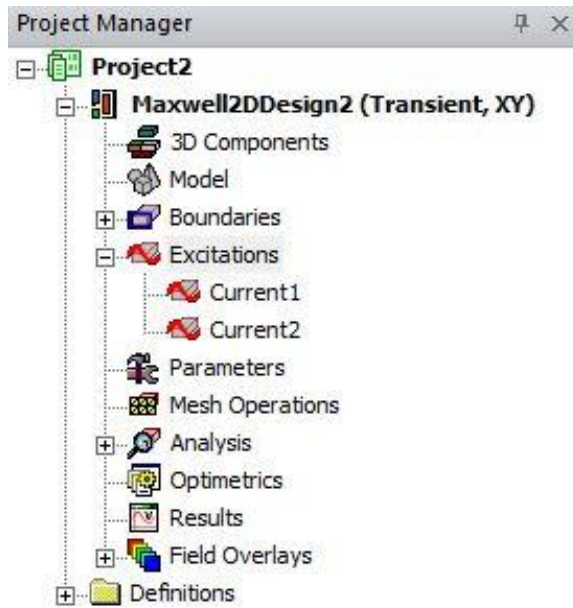 Project Manager
Project2
Maxwell2DDesign2 (Transient, XY)
3D Components
Model
Boundaries
Excitations
Current1
Current2
Parameters
Mesh Operations
Analysis
Optimetrics
Results
Field Overlays
Definitions